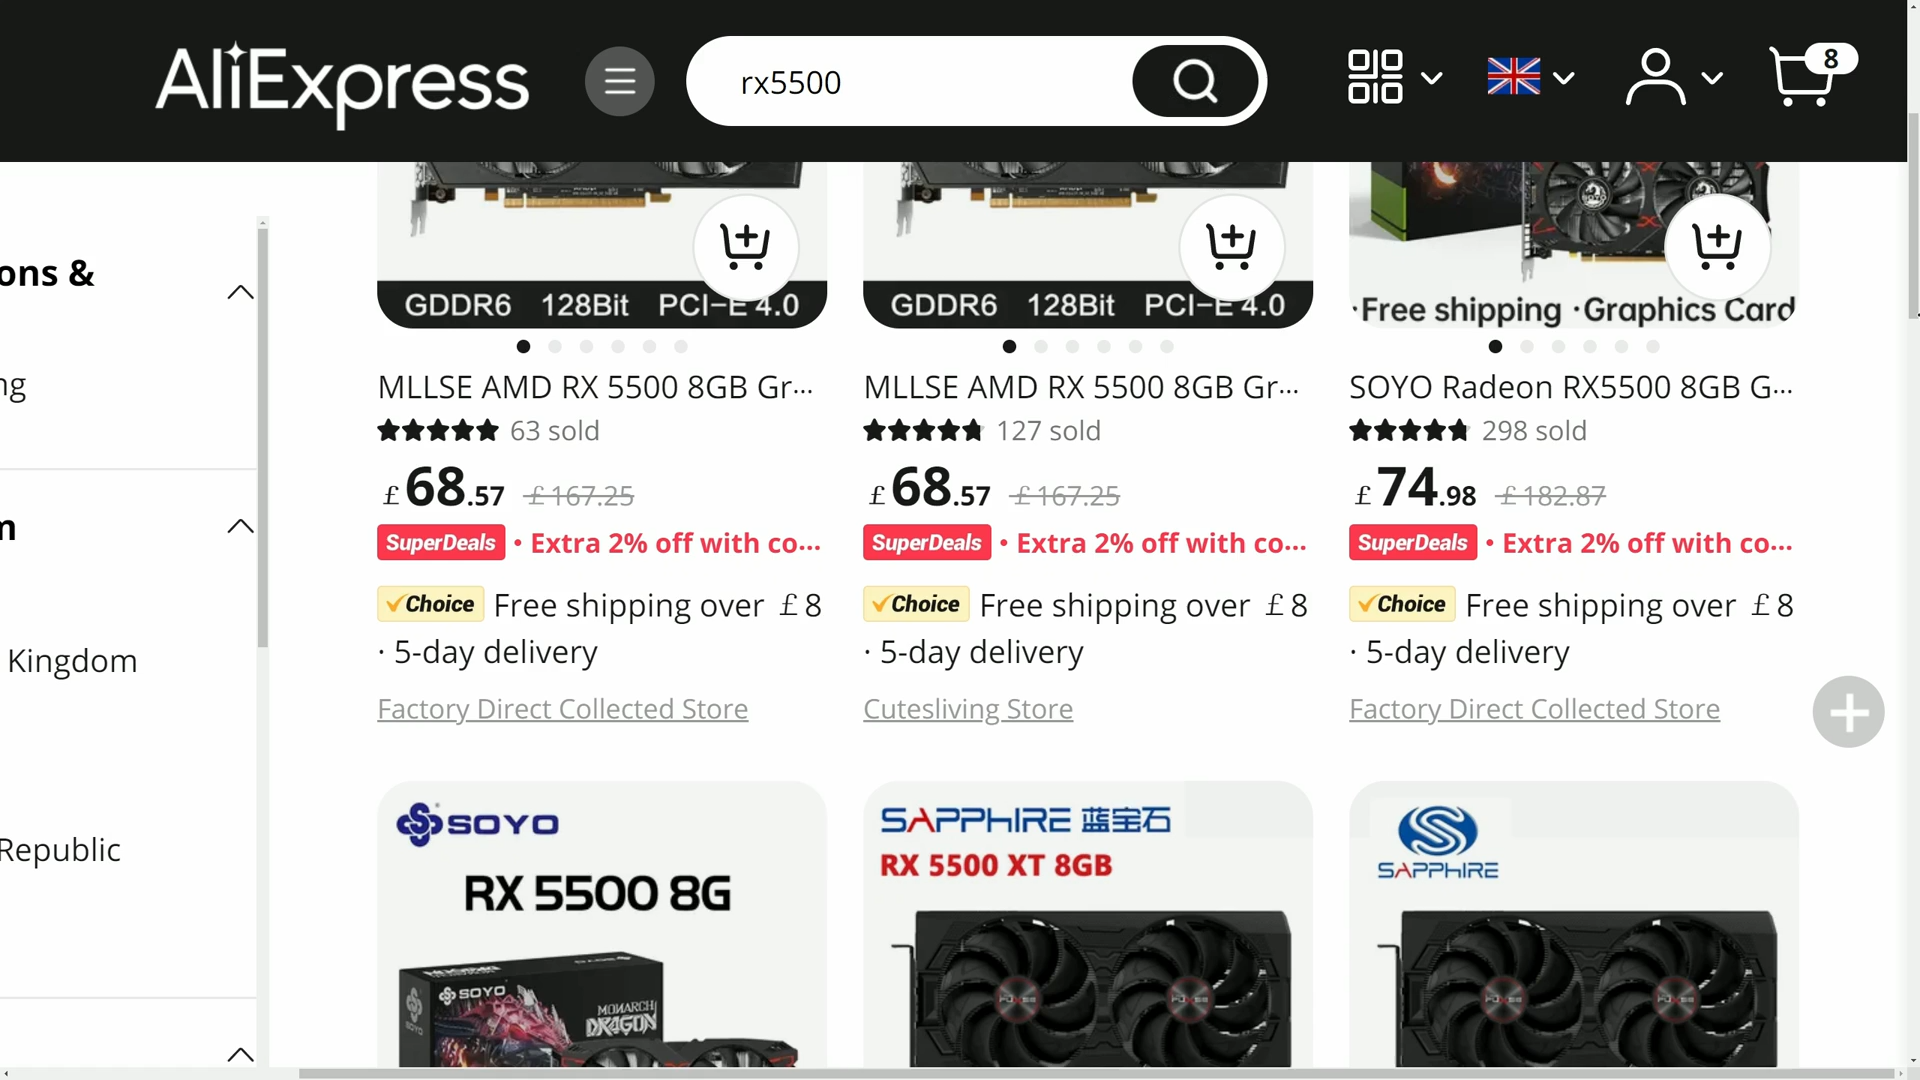 AliExpress
rx5500
8
ons &
ng
m
Kingdom
Republic
GDDR6 128Bit PCI-E 4.0
GDDR6 128Bit PCI-E 4.0
·Free shipping ·Graphics Card
MLLSE AMD RX 5500 8GB Gr...
63 sold
£68.57 £167.25
SuperDeals · Extra 2% off with co...
Choice Free shipping over £8
· 5-day delivery
Factory Direct Collected Store
MLLSE AMD RX 5500 8GB Gr...
127 sold
£68.57 £167.25
SuperDeals · Extra 2% off with co...
Choice Free shipping over £8
· 5-day delivery
Cutesliving Store
SOYO Radeon RX5500 8GB G...
298 sold
£74.98 £182.87
SuperDeals · Extra 2% off with co...
Choice Free shipping over £8
· 5-day delivery
Factory Direct Collected Store
SOYO
RX 5500 8G
SOYO
MONARCH
DRAGON
SOYO
SAPPHIRE 蓝宝石
RX 5500 XT 8GB
SAPPHIRE